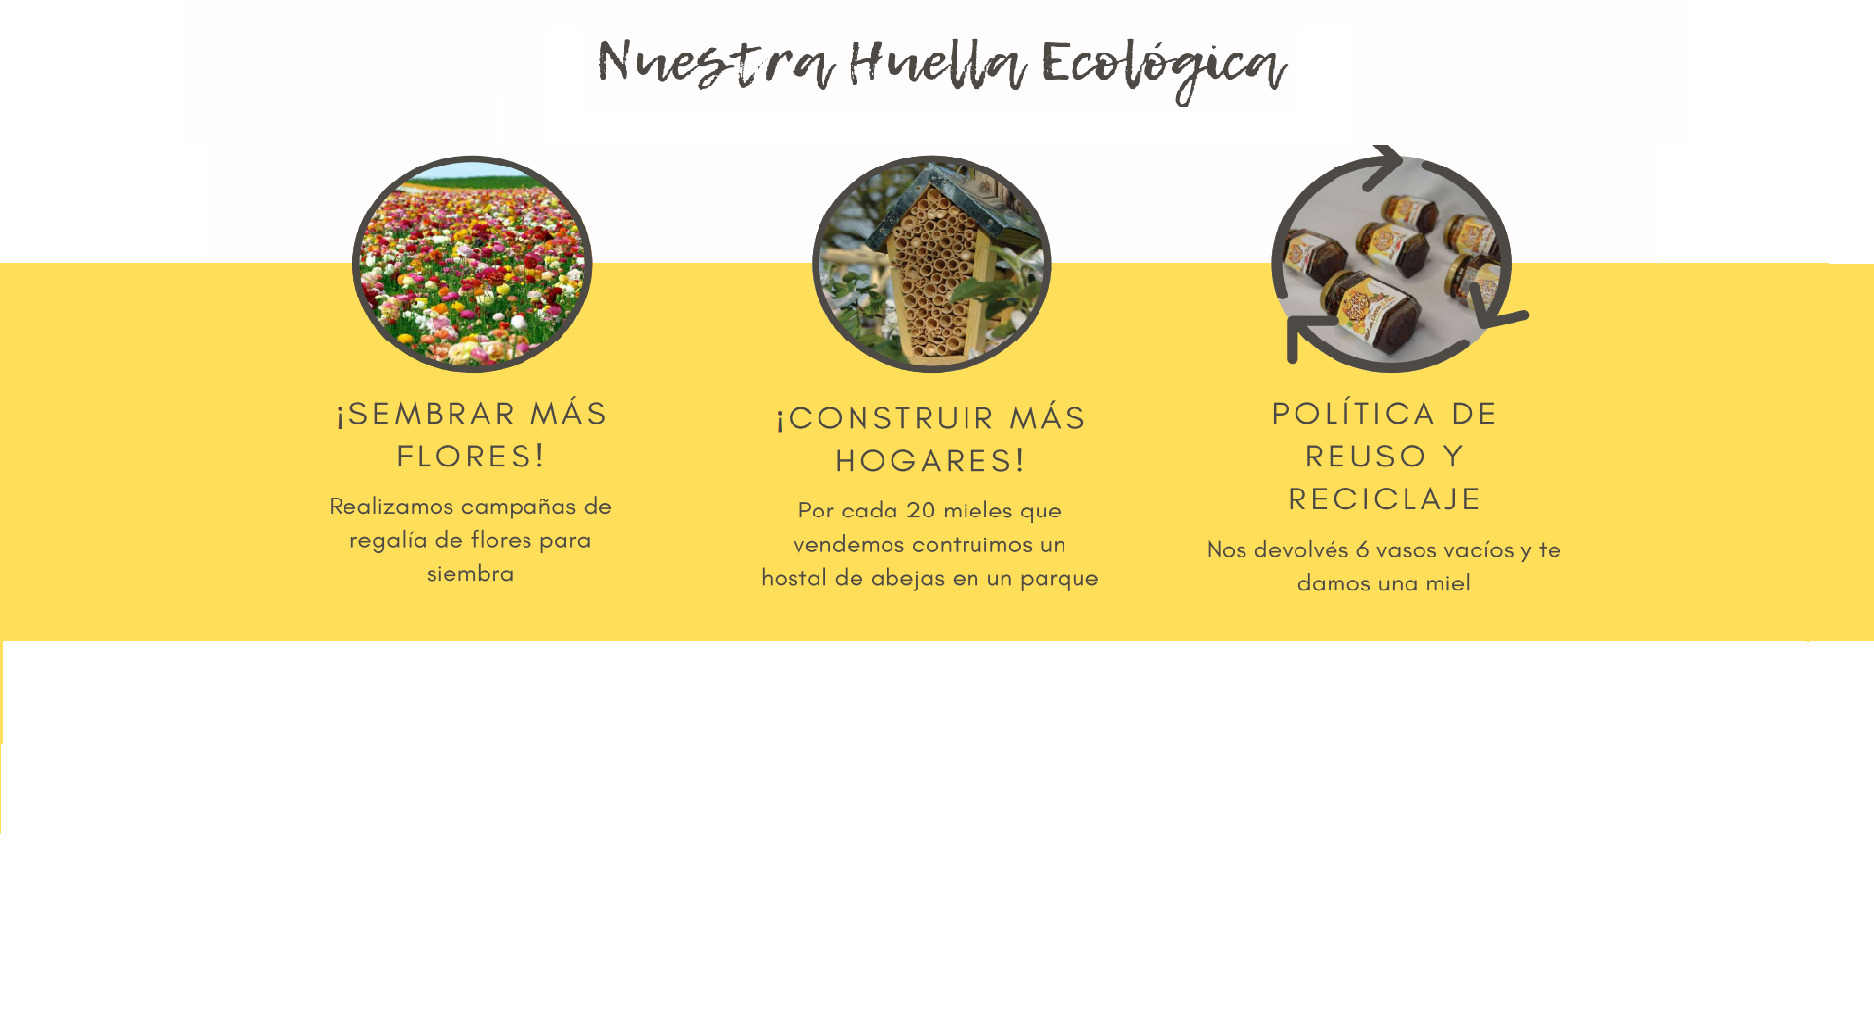 Nuestra Huella Ecológica
¡SEMBRAR MÁS
FLORES!
Realizamos campañas de
regalía de flores para
siembra
¡CONSTRUIR MÁS
HOGARES!
Por cada 20 mieles que
vendemos contruimos un
hostal de abejas en un parque
POLÍTICA DE
REUSO Y
RECICLAJE
Nos devolvés 6 vasos vacíos y te
damos una miel